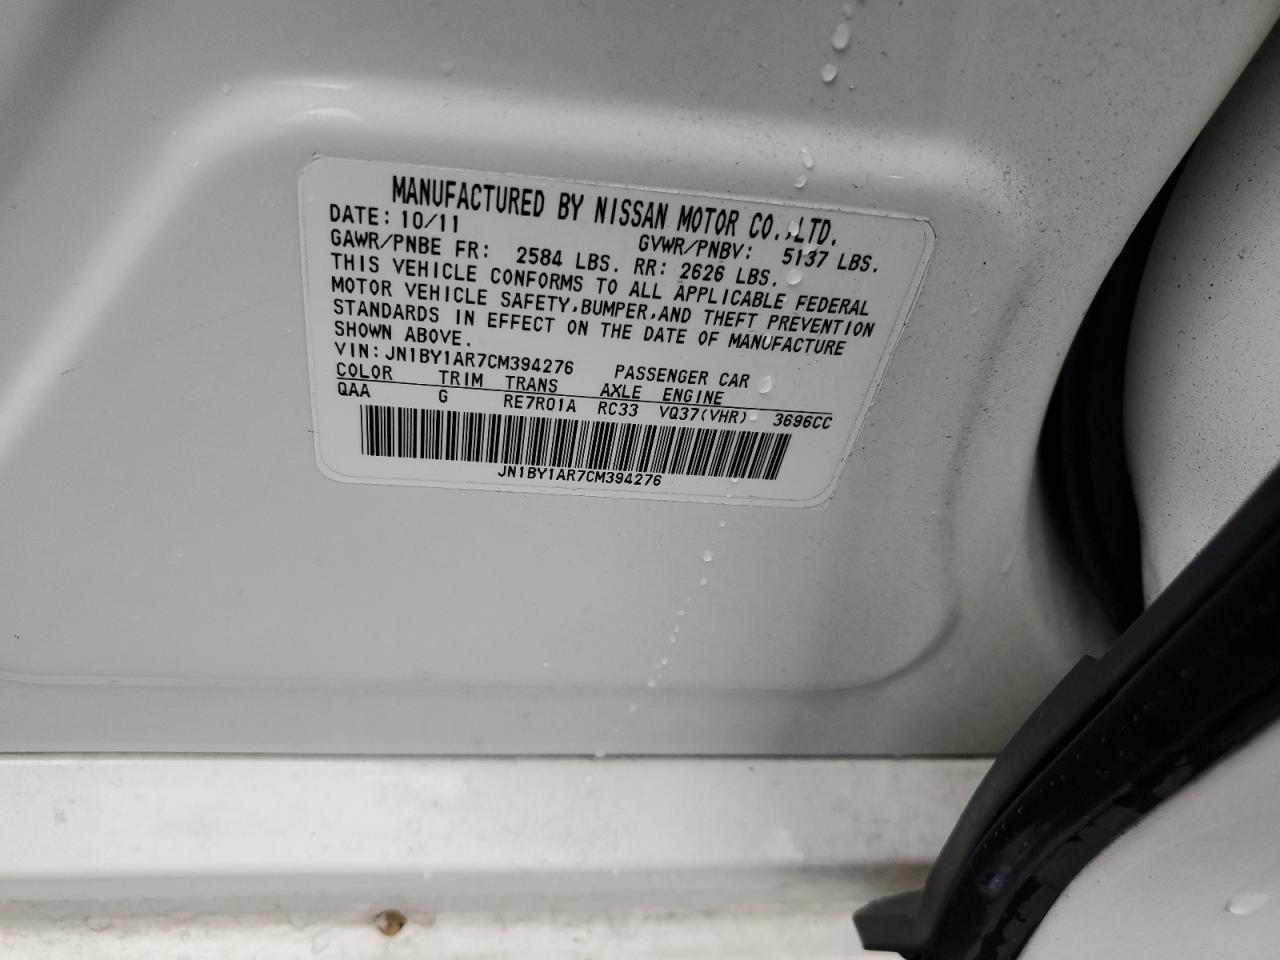 MANUFACTURED BY NISSAN MOTOR CO.,LTD.
DATE: 10/11 GVWR/PNBV: 5137 LBS.
GAWR/PNBE FR: 2584 LBS. RR: 2626 LBS.
THIS VEHICLE CONFORMS TO ALL APPLICABLE FEDERAL
MOTOR VEHICLE SAFETY,BUMPER,AND THEFT PREVENTION
STANDARDS IN EFFECT ON THE DATE OF MANUFACTURE
SHOWN ABOVE.
VIN: JN1BY1AR7CM394276 PASSENGER CAR
COLOR TRIM TRANS AXLE ENGINE
QAA G RE7R01A RC33 VQ37(VHR) 3696CC
JN1BY1AR7CM394276